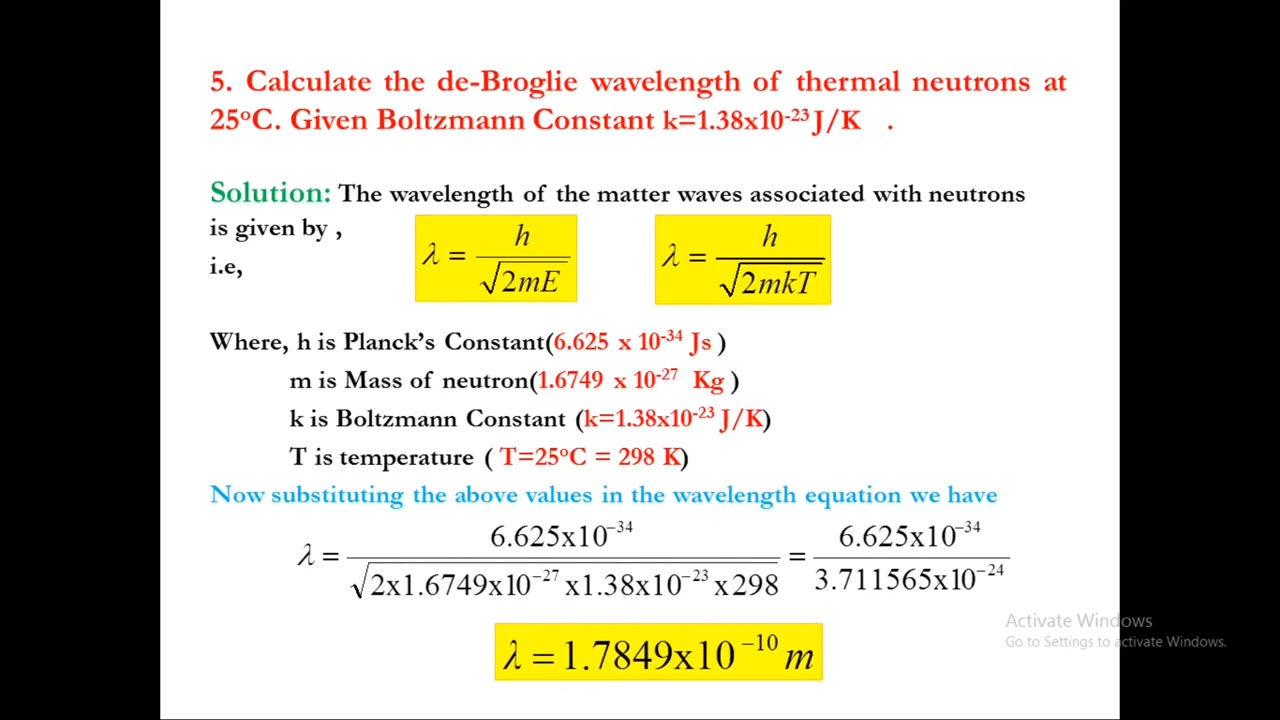 5. Calculate the de-Broglie wavelength of thermal neutrons at
25°C. Given Boltzmann Constant k=1.38x10⁻²³J/K .
Solution: The wavelength of the matter waves associated with neutrons
is given by ,
i.e,
λ = h / √2mE
λ = h / √2mkT
Where, h is Planck's Constant(6.625 x 10⁻³⁴ Js )
m is Mass of neutron(1.6749 x 10⁻²⁷ Kg )
k is Boltzmann Constant (k=1.38x10⁻²³ J/K)
T is temperature ( T=25°C = 298 K)
Now substituting the above values in the wavelength equation we have
λ = 6.625x10⁻³⁴ / √2x1.6749x10⁻²⁷ x1.38x10⁻²³ x298 = 6.625x10⁻³⁴ / 3.711565x10⁻²⁴
λ = 1.7849x10⁻¹⁰ m
Activate Windows
Go to Settings to activate Windows.